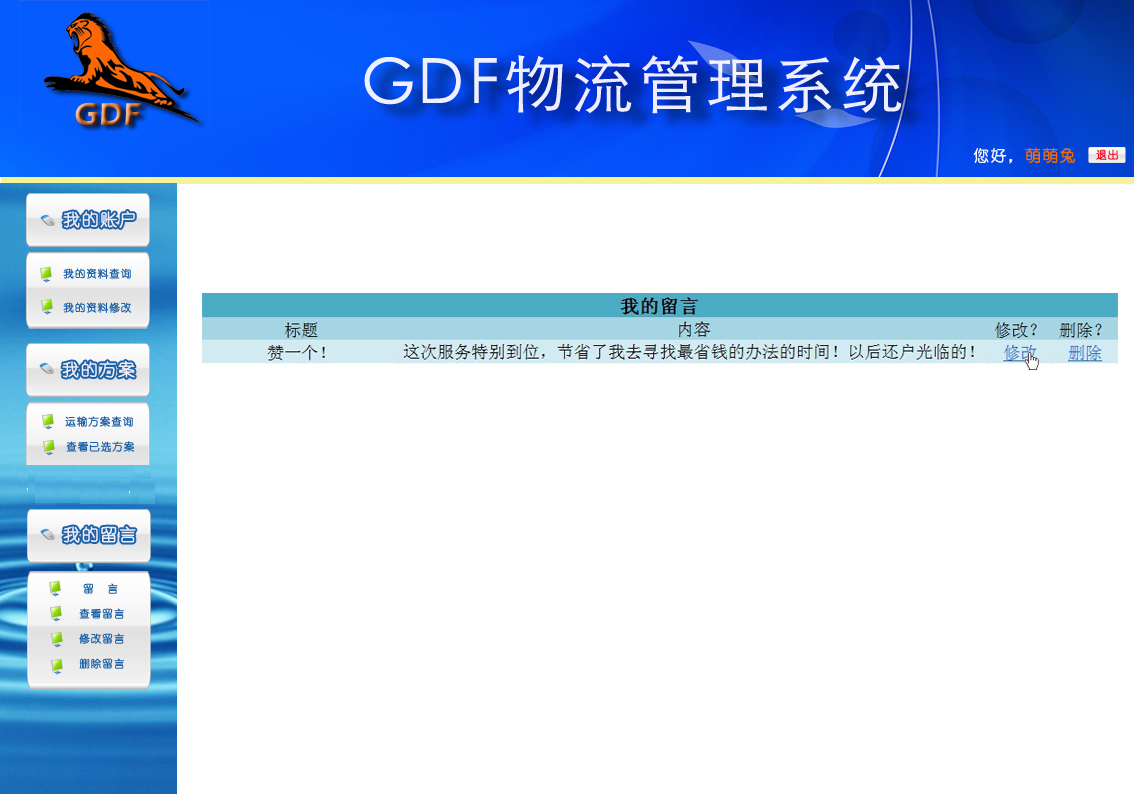 GDF
GDF物流管理系统
您好，萌萌兔 退出
我的账户
我的资料查询
我的资料修改
我的方案
运输方案查询
查看已选方案
我的留言
留 言
查看留言
修改留言
删除留言
我的留言
标题 内容 修改？ 删除？
赞一个！ 这次服务特别到位，节省了我去寻找最省钱的办法的时间！以后还户光临的！ 修改 删除